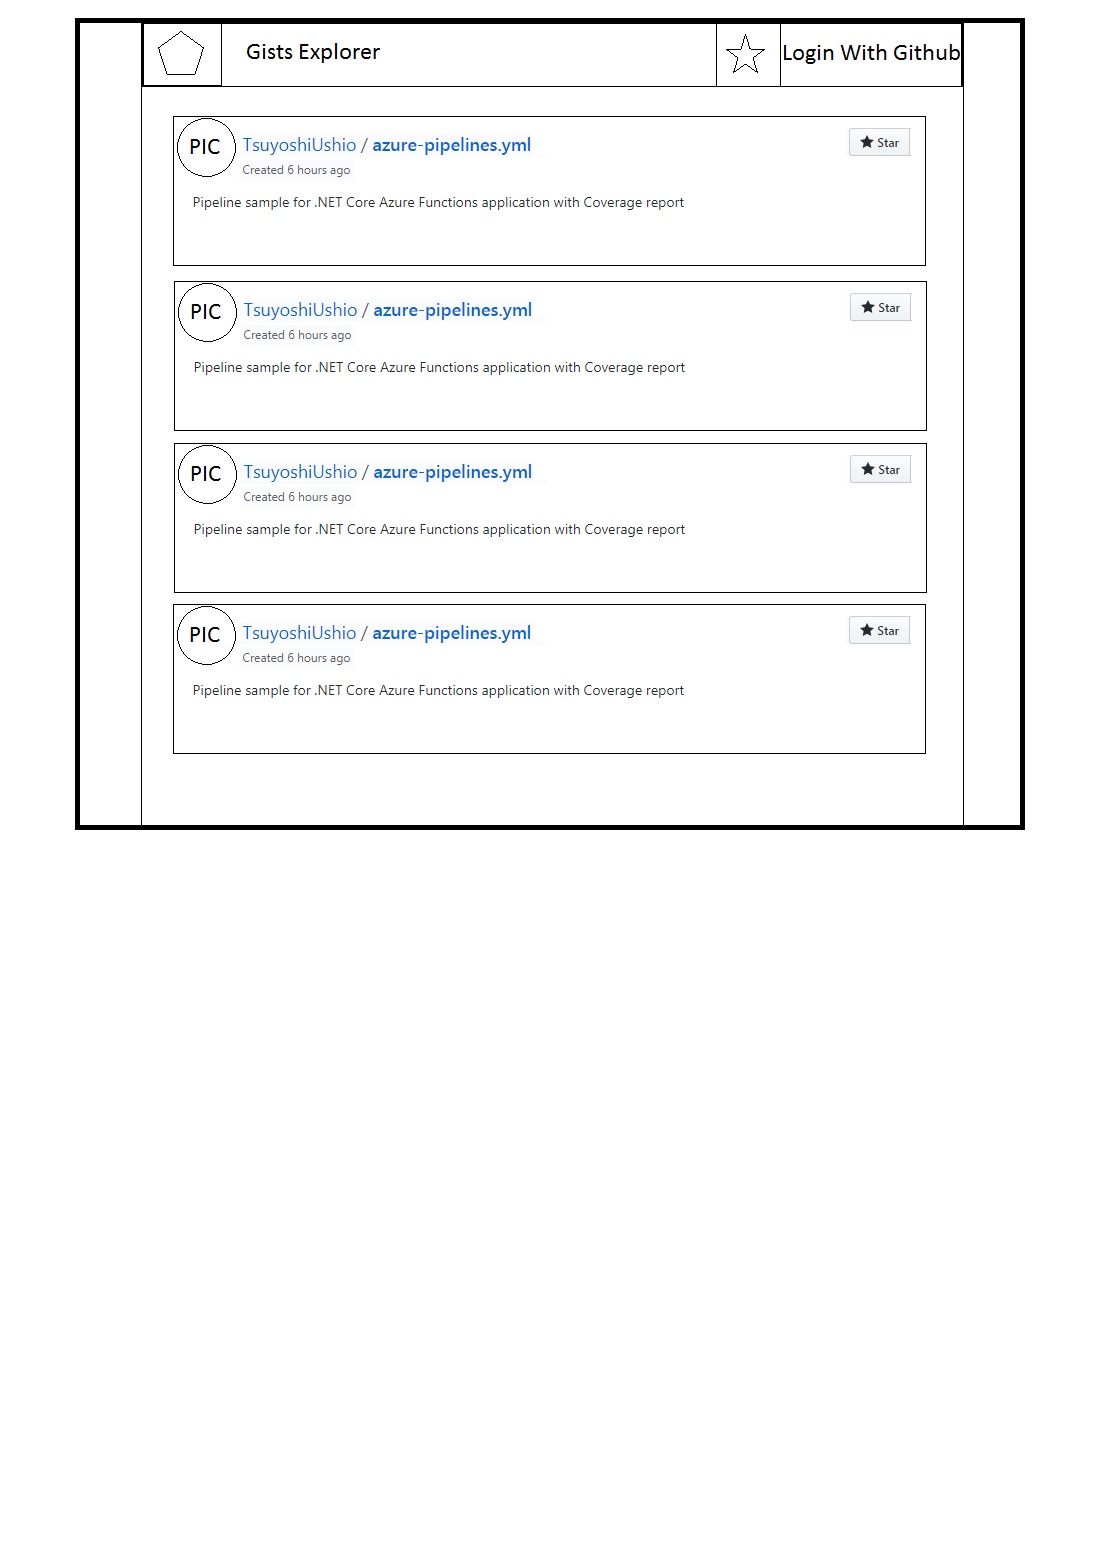 Gists Explorer
Login With Github
PIC
TsuyoshiUshio / azure-pipelines.yml
Star
Created 6 hours ago
Pipeline sample for .NET Core Azure Functions application with Coverage report
PIC
TsuyoshiUshio / azure-pipelines.yml
Star
Created 6 hours ago
Pipeline sample for .NET Core Azure Functions application with Coverage report
PIC
TsuyoshiUshio / azure-pipelines.yml
Star
Created 6 hours ago
Pipeline sample for .NET Core Azure Functions application with Coverage report
PIC
TsuyoshiUshio / azure-pipelines.yml
Star
Created 6 hours ago
Pipeline sample for .NET Core Azure Functions application with Coverage report